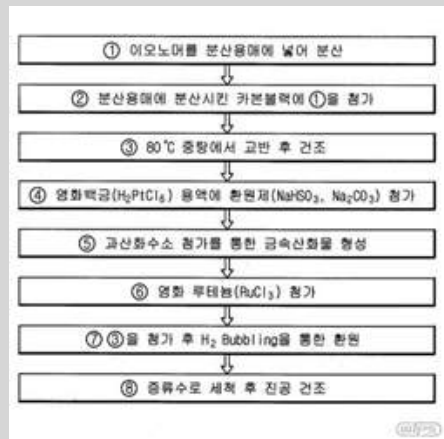 ① 이오노머를 분산용매에 넣어 분산
② 분산용매에 분산시킨 카본블랙에 ①을 첨가
③ 80℃ 중탕에서 교반 후 건조
④ 염화백금(H₂PtCl₆) 용액에 환원제(NaHSO₃, Na₂CO₃) 첨가
⑤ 과산화수소 첨가를 통한 금속산화물 형성
⑥ 염화 루테늄(RuCl₃) 첨가
⑦ ③을 첨가 후 H₂ Bubbling을 통한 환원
⑧ 증류수로 세척 후 진공 건조